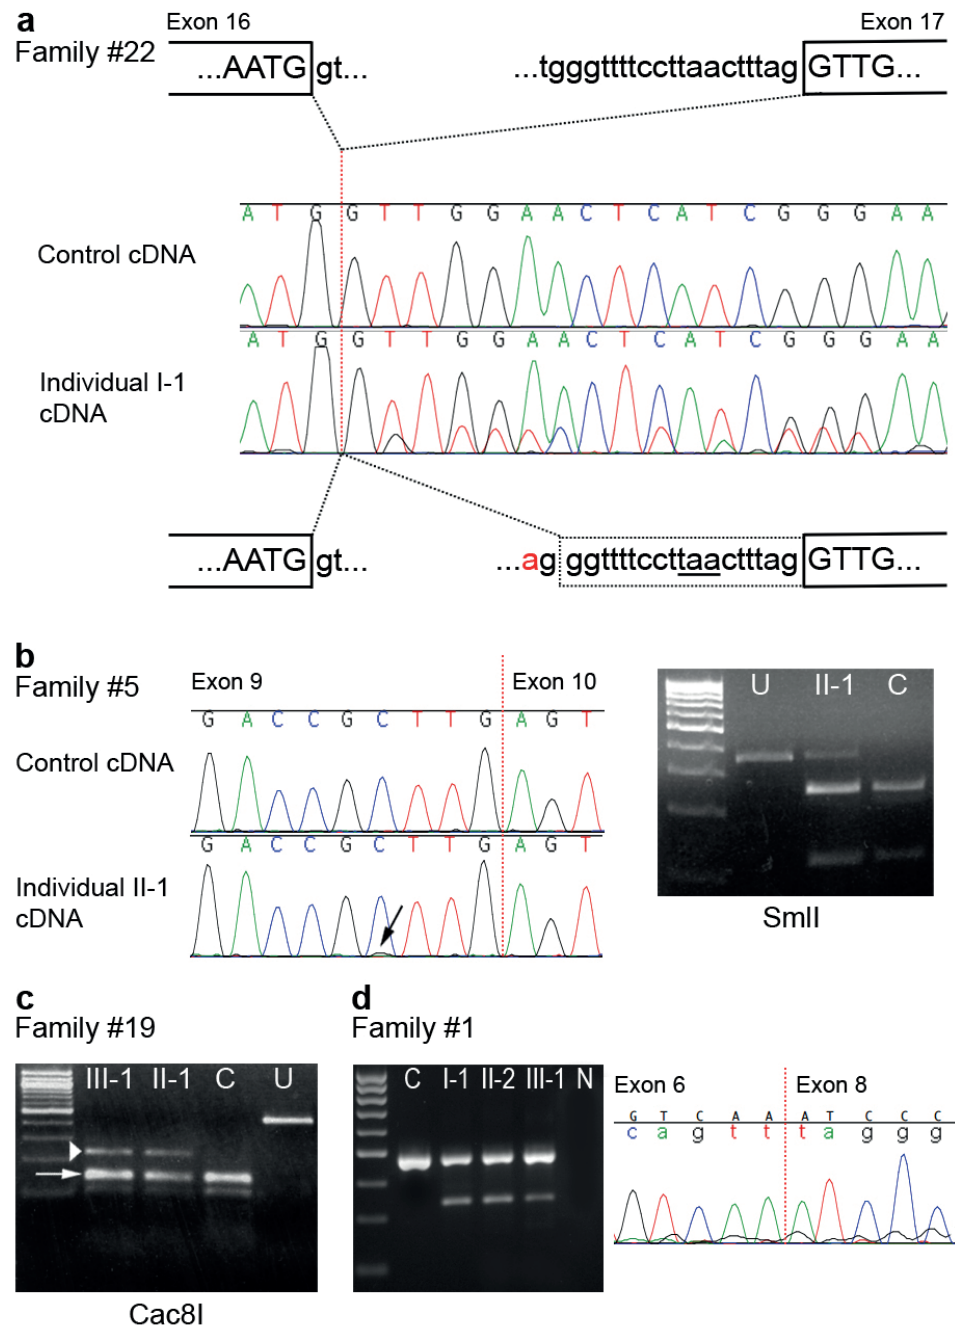 a
Exon 16 Exon 17
Family #22
...AATG gt... ...tgggttttccttaactttag GTTG...
A T G G T T G G A A C T C A T C G G G A A
Control cDNA
A T G G T T G G A A C T C A T C G G G A A
Individual I-1
cDNA
...AATG gt... ...ag ggttttccttaactttag GTTG...
b
Family #5
Exon 9 Exon 10
G A C C G C T T G A G T
Control cDNA
G A C C G C T T G A G T
Individual II-1
cDNA
U II-1 C
SmlI
c
Family #19
III-1 II-1 C U
Cac8I
d
Family #1
C I-1 II-2 III-1 N
Exon 6 Exon 8
G T C A A A T C C C
c a g t t t a g g g